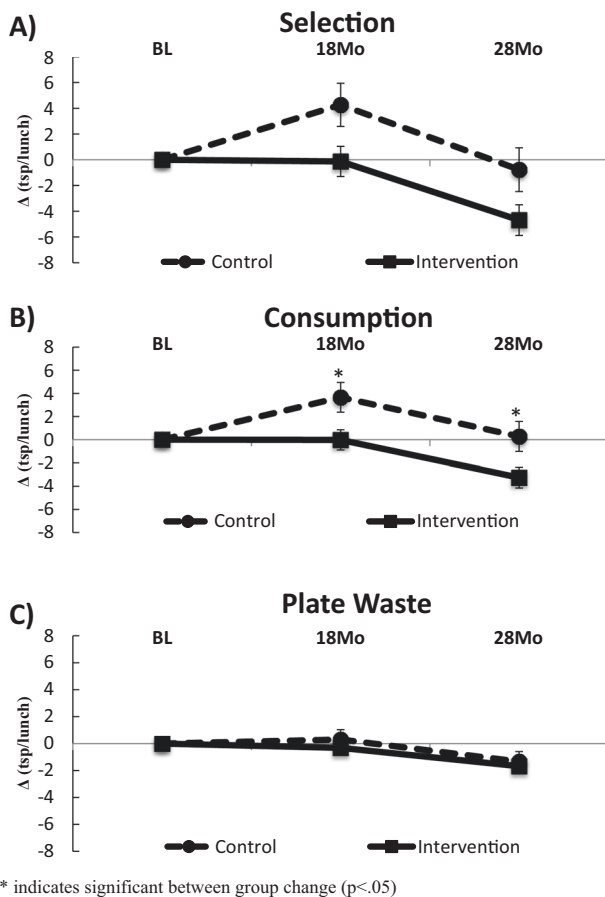 A)
Selection
BL 18Mo 28Mo
8
6
4
2
0
-2
-4
-6
-8
Δ (tsp/lunch)
Control Intervention
B)
Consumption
BL 18Mo 28Mo
8
6
4
2
0
-2
-4
-6
-8
Δ (tsp/lunch)
* *
Control Intervention
C)
Plate Waste
BL 18Mo 28Mo
8
6
4
2
0
-2
-4
-6
-8
Δ (tsp/lunch)
Control Intervention
* indicates significant between group change (p<.05)